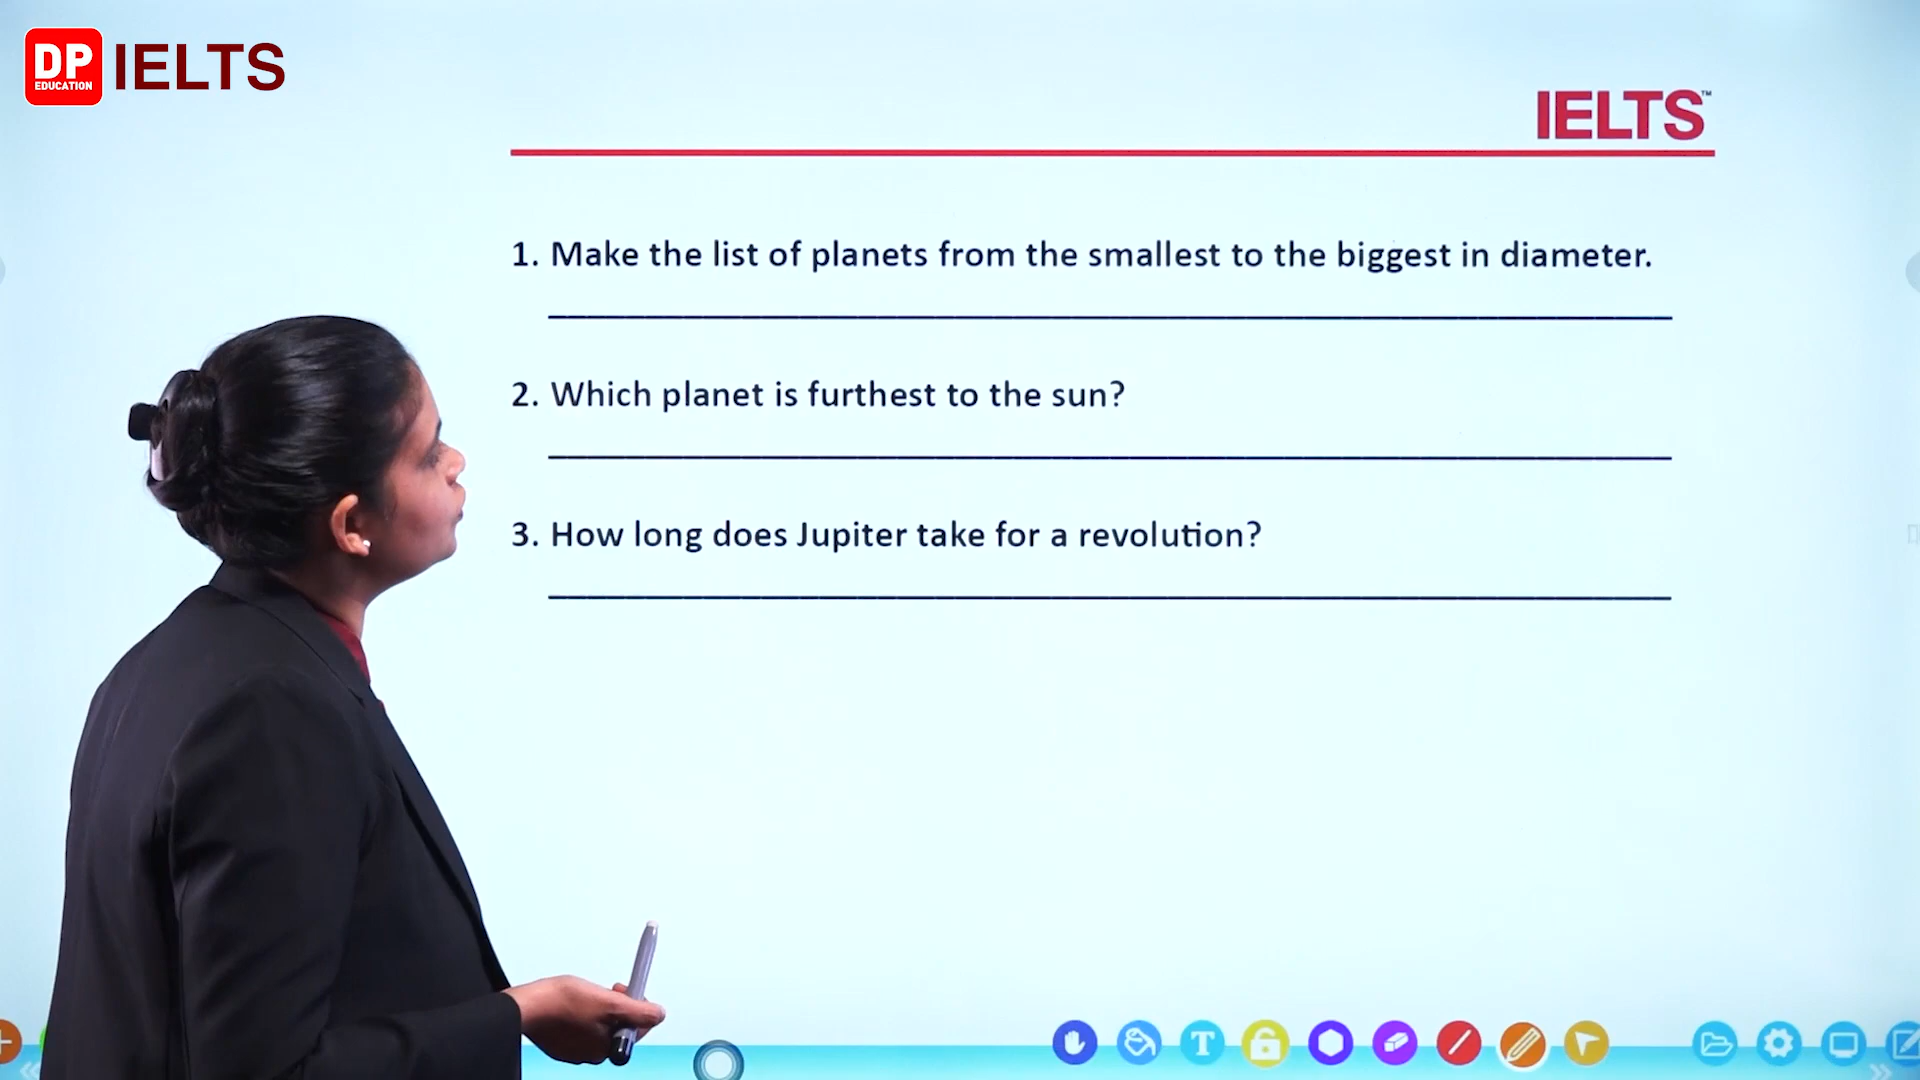 DP
EDUCATION
IELTS
IELTS™
1. Make the list of planets from the smallest to the biggest in diameter.
2. Which planet is furthest to the sun?
3. How long does Jupiter take for a revolution?
T